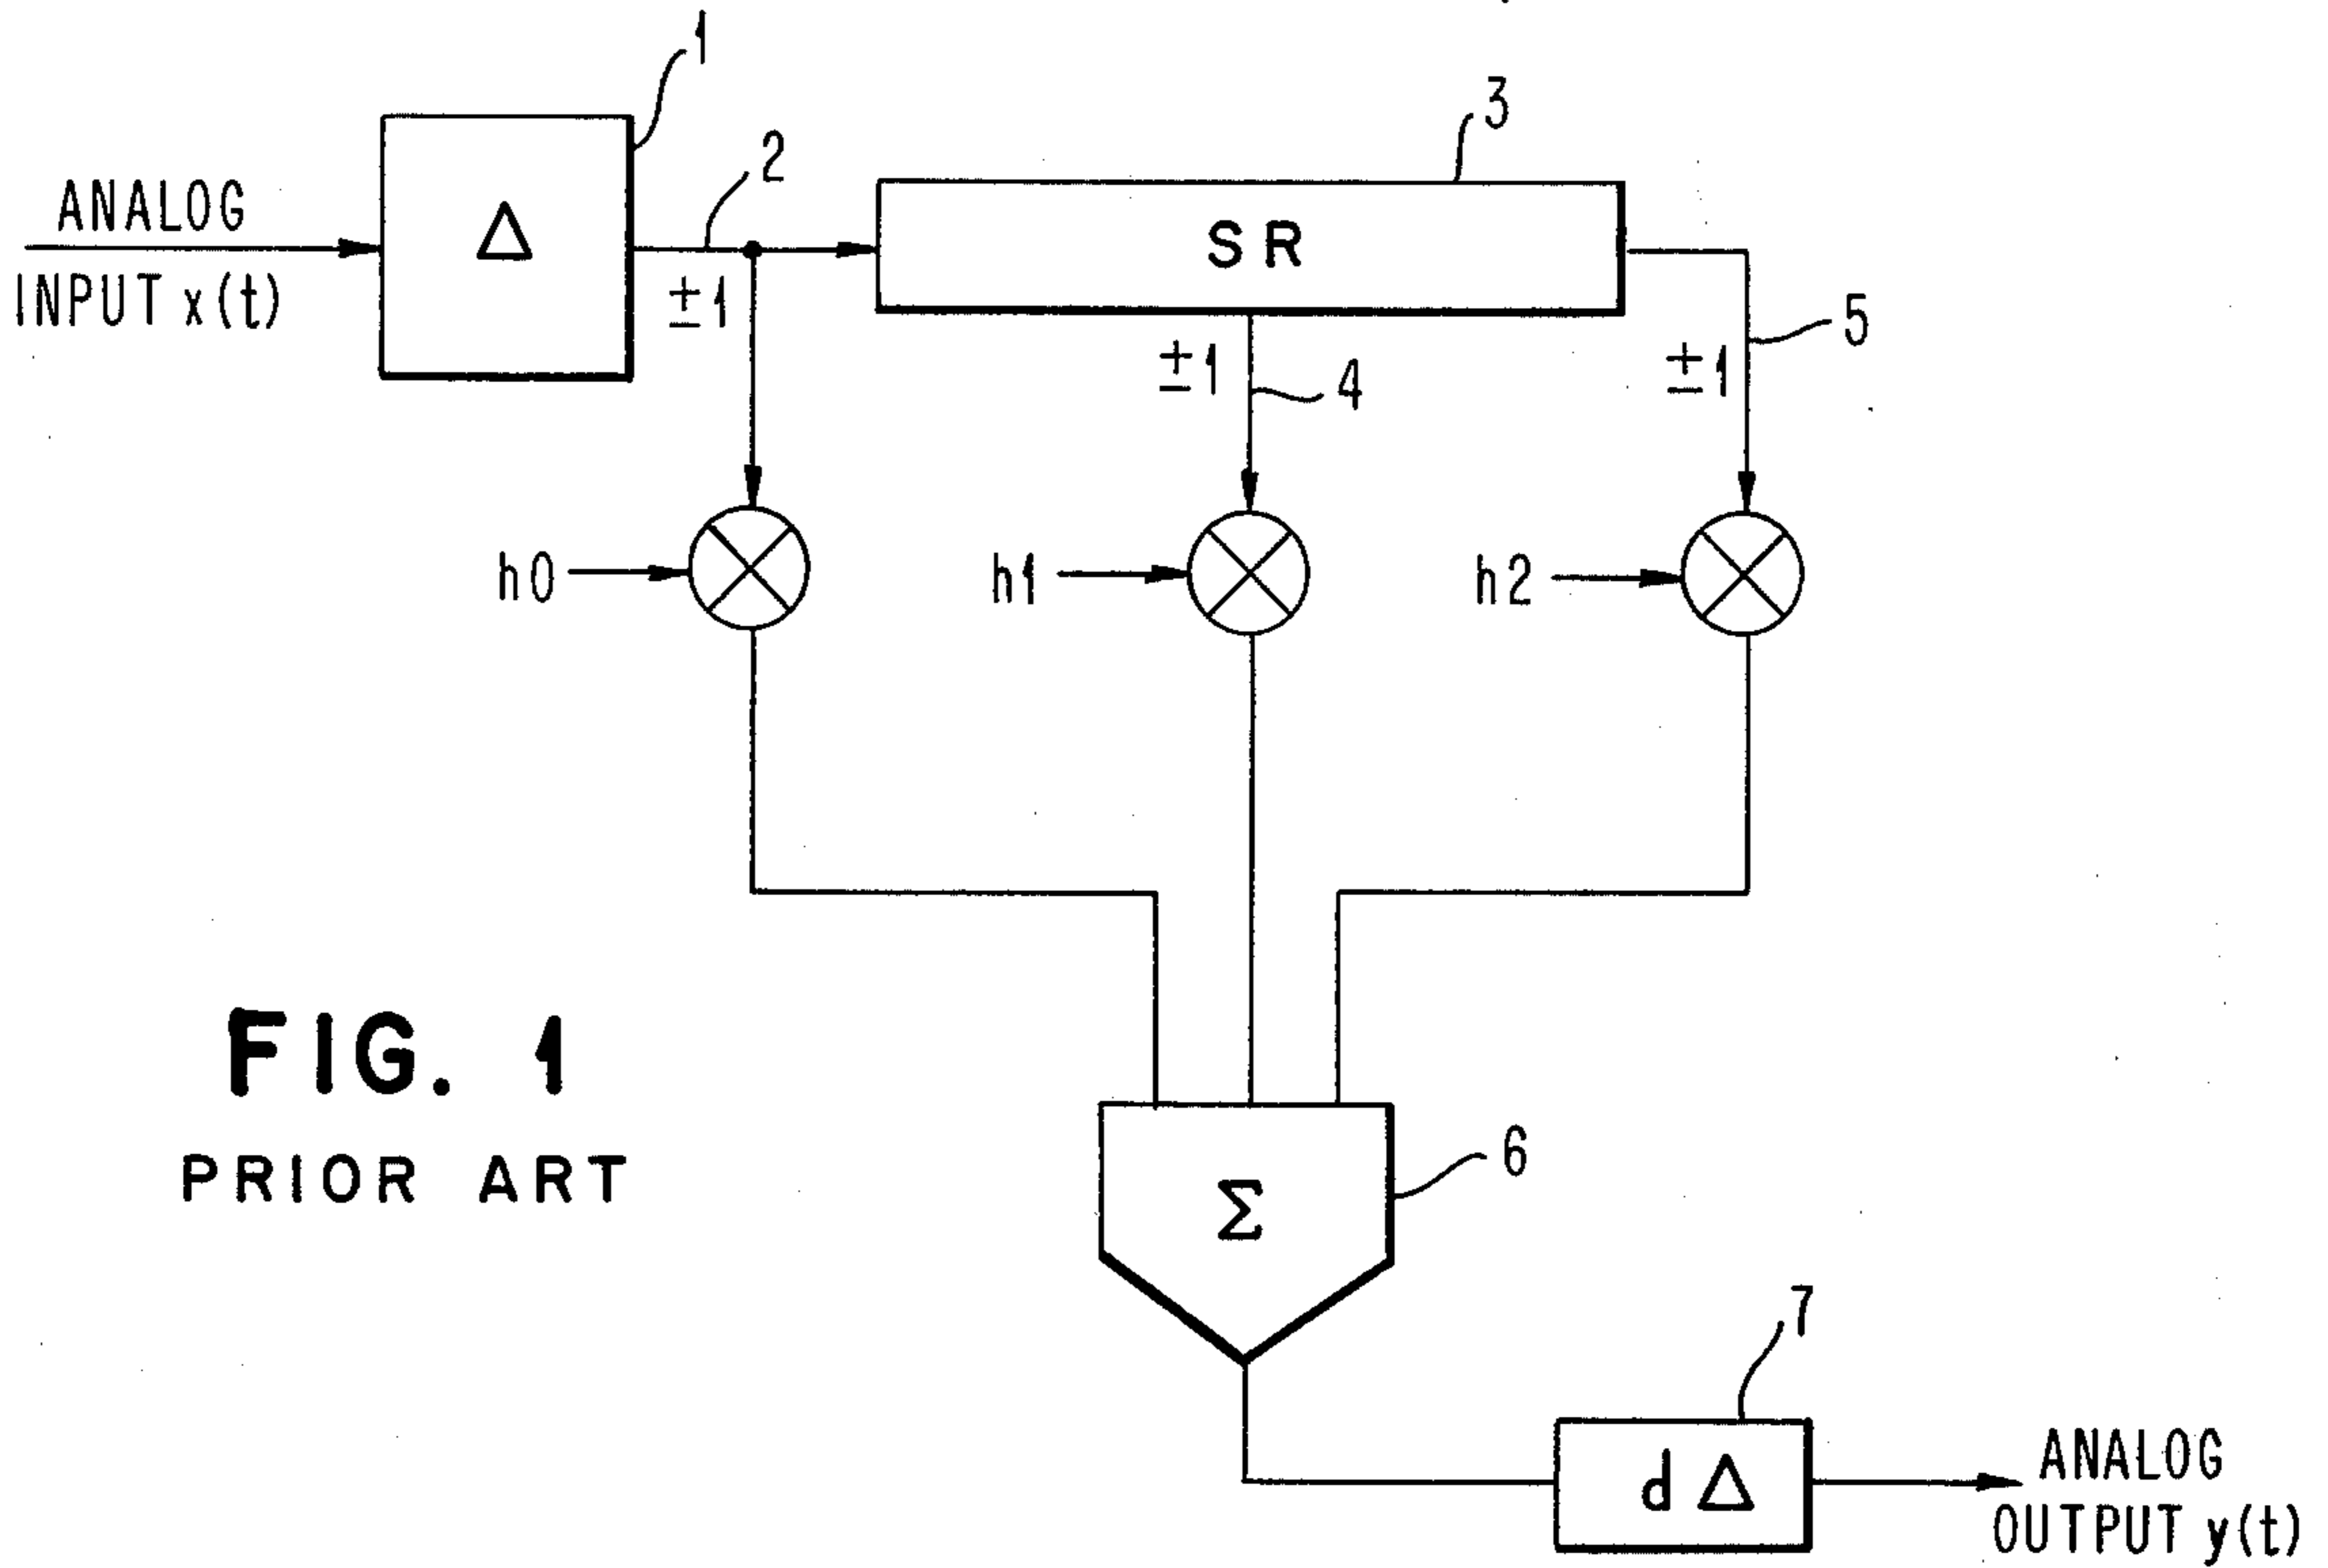 1
2
3
ANALOG
INPUT x(t)
Δ
±1
SR
±1
4
±1
5
h0
h1
h2
FIG. 1
PRIOR ART
Σ
6
7
dΔ
ANALOG
OUTPUT y(t)